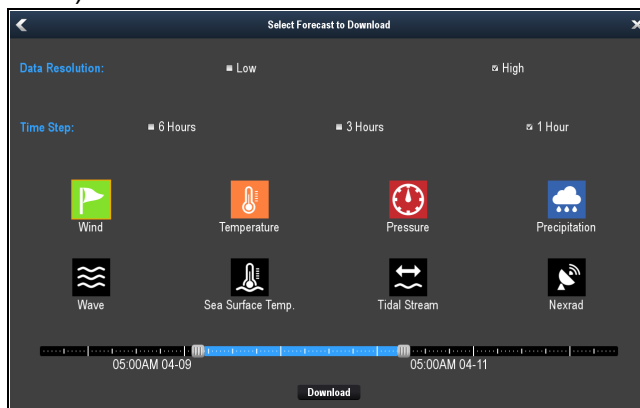 Select Forecast to Download
Data Resolution: Low High
Time Step: 6 Hours 3 Hours 1 Hour
Wind Temperature Pressure Precipitation
Wave Sea Surface Temp. Tidal Stream Nexrad
05:00AM 04-09 05:00AM 04-11
Download